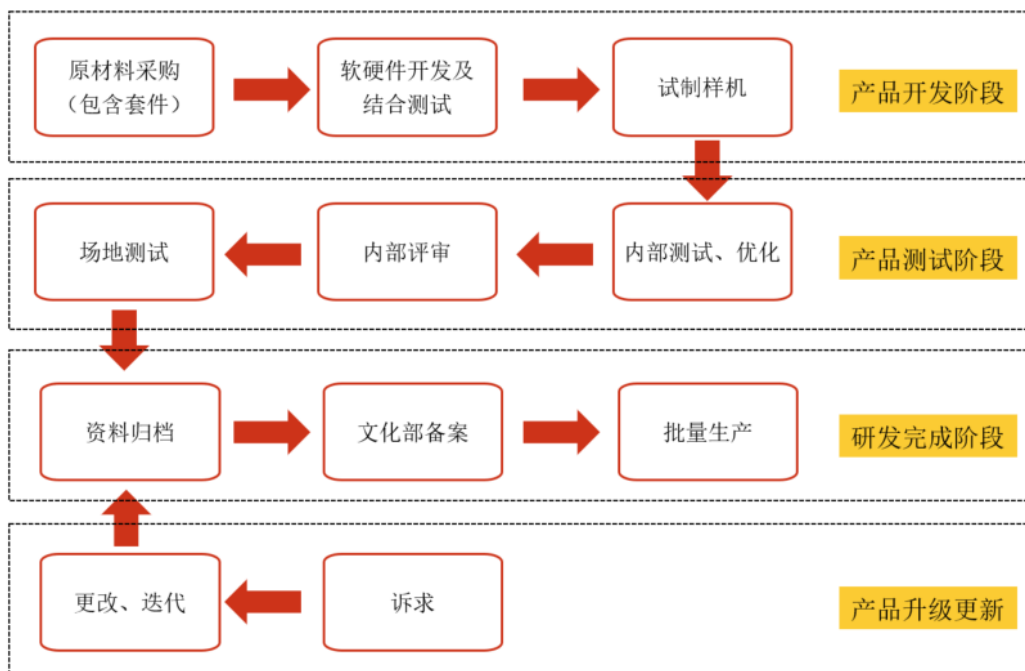 原材料采购
（包含套件）
软硬件开发及
结合测试
试制样机
产品开发阶段
场地测试
内部评审
内部测试、优化
产品测试阶段
资料归档
文化部备案
批量生产
研发完成阶段
更改、迭代
诉求
产品升级更新